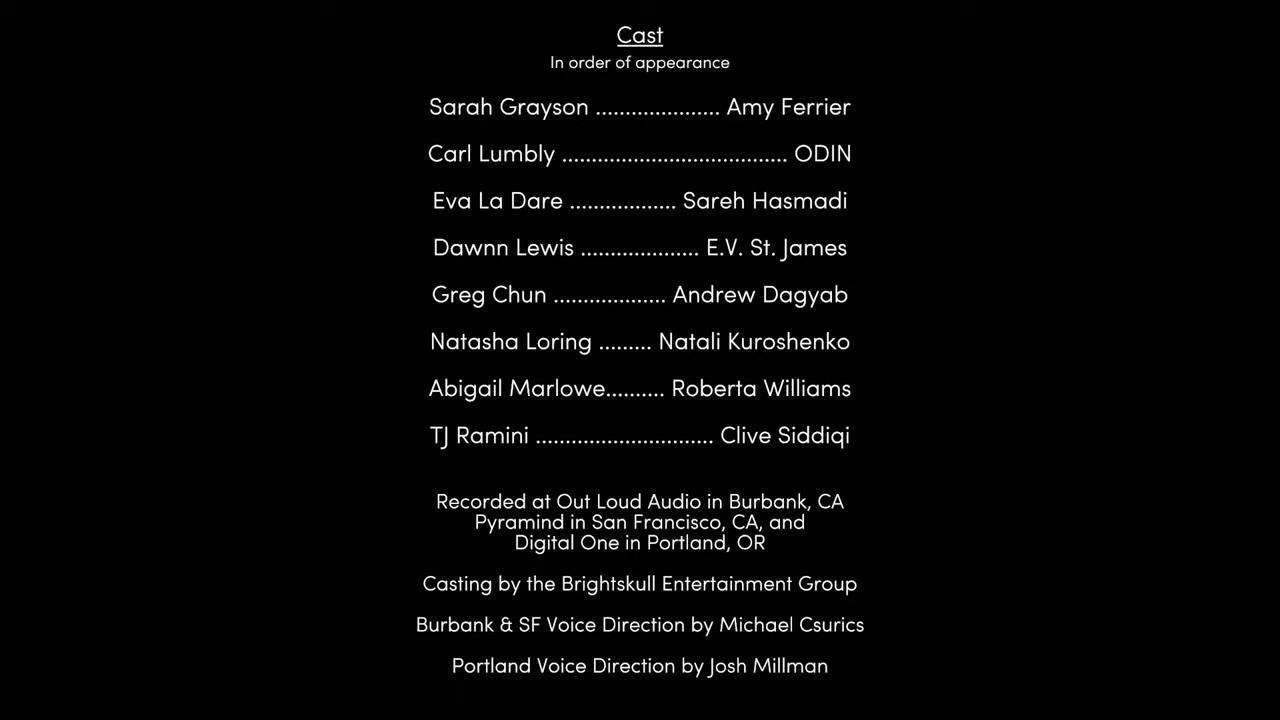 Cast
In order of appearance
Sarah Grayson ..................... Amy Ferrier
Carl Lumbly ...................................... ODIN
Eva La Dare .................. Sareh Hasmadi
Dawnn Lewis .................... E.V. St. James
Greg Chun ................... Andrew Dagyab
Natasha Loring ......... Natali Kuroshenko
Abigail Marlowe.......... Roberta Williams
TJ Ramini .............................. Clive Siddiqi
Recorded at Out Loud Audio in Burbank, CA
Pyramind in San Francisco, CA, and
Digital One in Portland, OR
Casting by the Brightskull Entertainment Group
Burbank & SF Voice Direction by Michael Csurics
Portland Voice Direction by Josh Millman